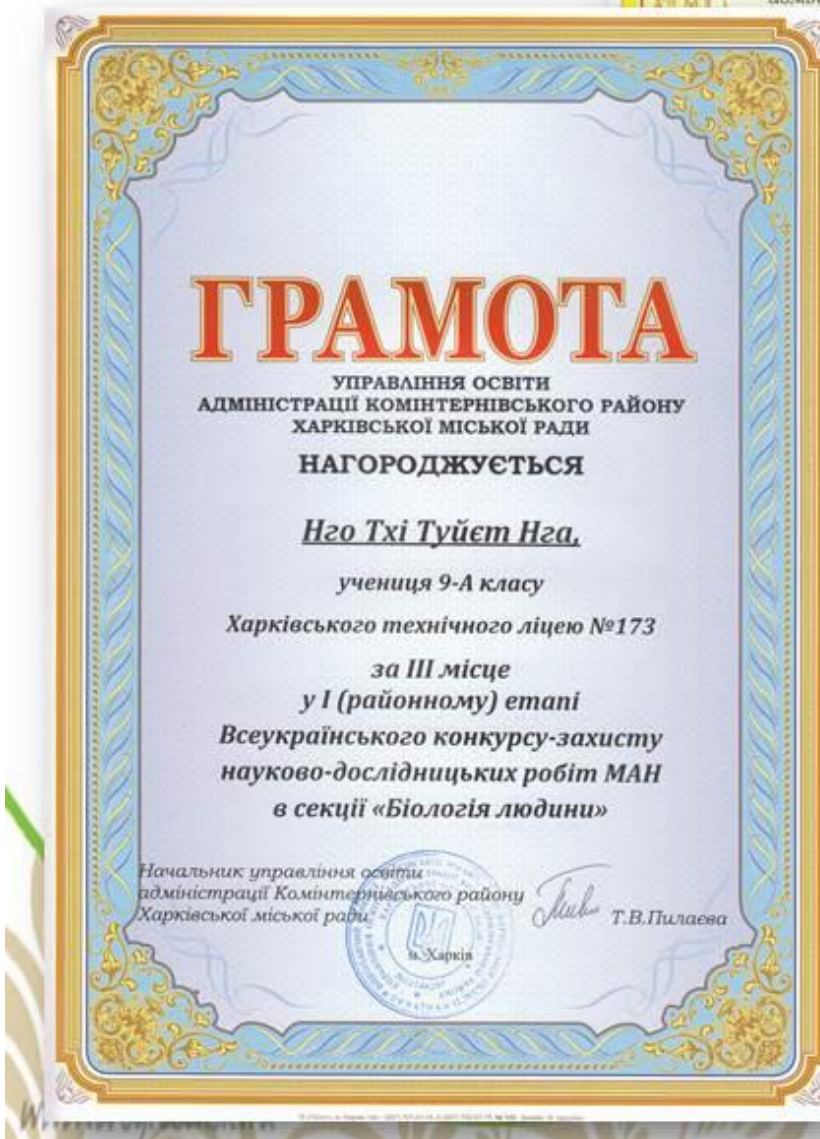 ГРАМОТА
УПРАВЛІННЯ ОСВІТИ
АДМІНІСТРАЦІЇ КОМІНТЕРНІВСЬКОГО РАЙОНУ
ХАРКІВСЬКОЇ МІСЬКОЇ РАДИ
НАГОРОДЖУЄТЬСЯ
Нго Тхі Туйєт Нга,
учениця 9-А класу
Харківського технічного ліцею №173
за III місце
у I (районному) етапі
Всеукраїнського конкурсу-захисту
науково-дослідницьких робіт МАН
в секції «Біологія людини»
Начальник управління освіти
адміністрації Комінтернівського району
Харківської міської ради
Т.В.Пилаєва
м. Харків